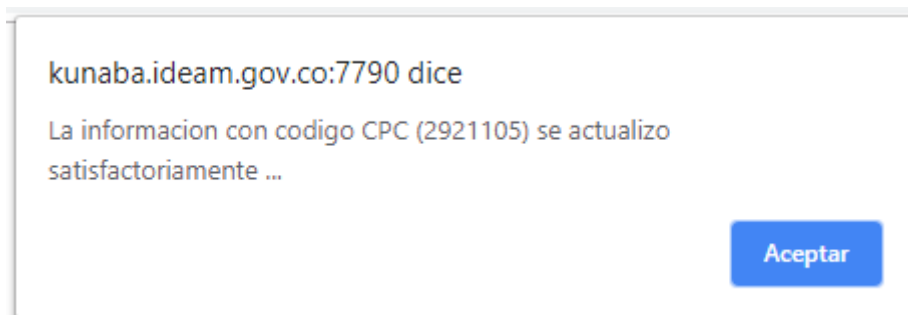 kunaba.ideam.gov.co:7790 dice
La informacion con codigo CPC (2921105) se actualizo
satisfactoriamente ...
Aceptar